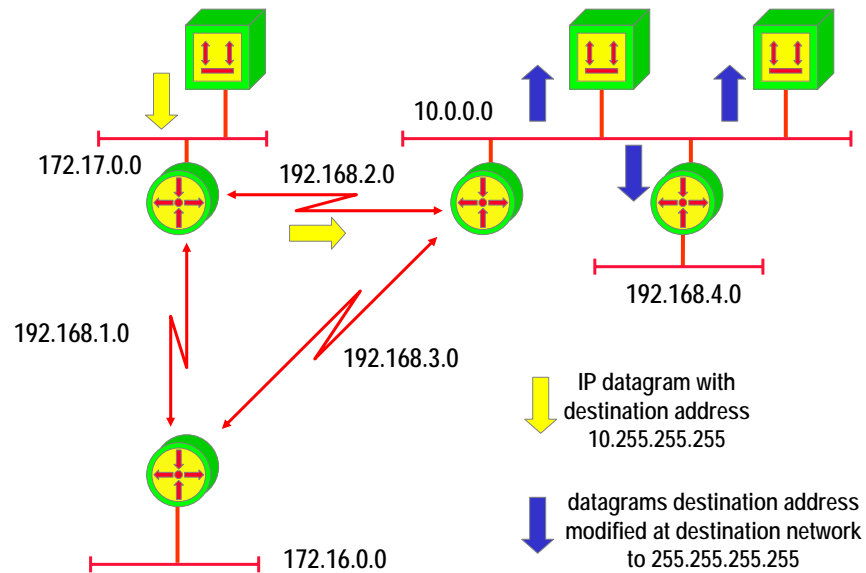 10.0.0.0
172.17.0.0
192.168.2.0
192.168.4.0
192.168.1.0
192.168.3.0
IP datagram with
destination address
10.255.255.255
datagrams destination address
modified at destination network
to 255.255.255.255
172.16.0.0